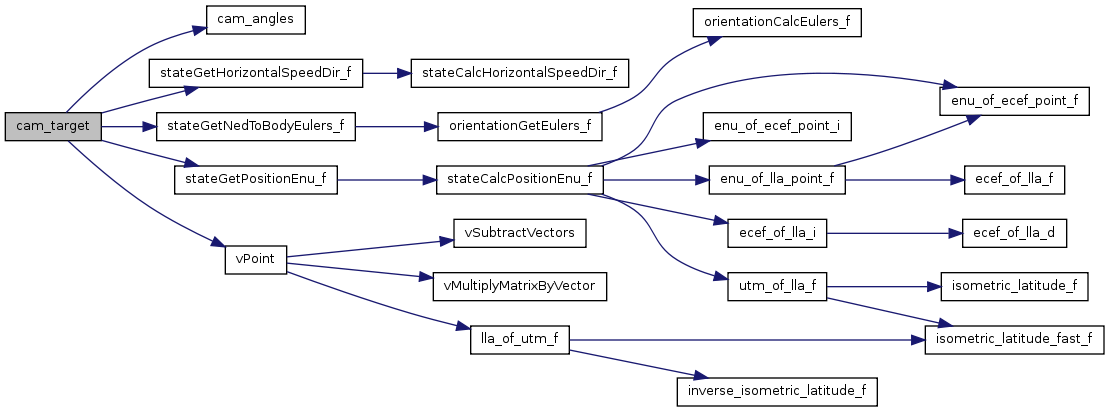 cam_angles
orientationCalcEulers_f
stateGetHorizontalSpeedDir_f
stateCalcHorizontalSpeedDir_f
enu_of_ecef_point_f
cam_target
stateGetNedToBodyEulers_f
orientationGetEulers_f
enu_of_ecef_point_i
stateGetPositionEnu_f
stateCalcPositionEnu_f
enu_of_lla_point_f
ecef_of_lla_f
vSubtractVectors
ecef_of_lla_i
ecef_of_lla_d
vPoint
vMultiplyMatrixByVector
utm_of_lla_f
isometric_latitude_f
lla_of_utm_f
isometric_latitude_fast_f
inverse_isometric_latitude_f